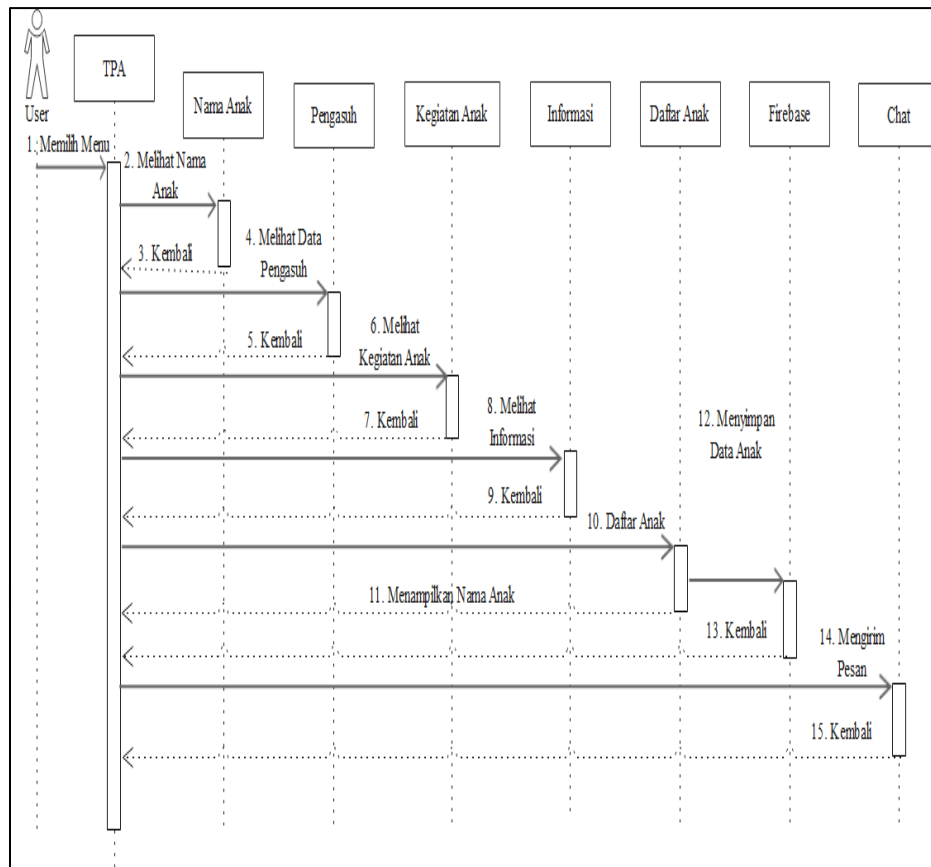 User
TPA
Nama Anak
Pengasuh
Kegiatan Anak
Informasi
Daftar Anak
Firebase
Chat
1. Memilih Menu
2. Melihat Nama
Anak
3. Kembali
4. Melihat Data
Pengasuh
5. Kembali
6. Melihat
Kegiatan Anak
7. Kembali
8. Melihat
Informasi
9. Kembali
10. Daftar Anak
11. Menampilkan Nama Anak
12. Menyimpan
Data Anak
13. Kembali
14. Mengirim
Pesan
15. Kembali